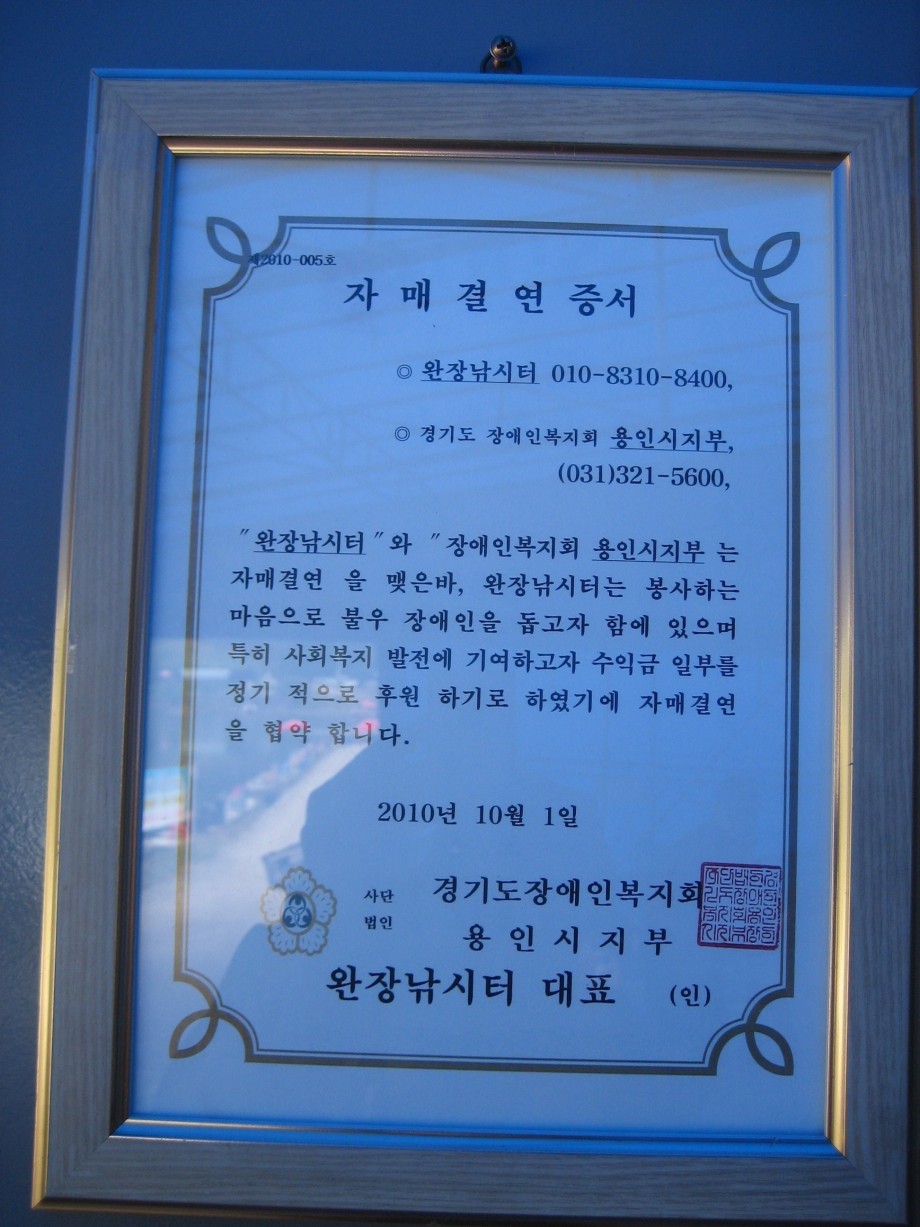 2010-005호
자매결연증서
◎ 완장낚시터 010-8310-8400,
◎ 경기도 장애인복지회 용인시지부,
(031)321-5600,
"완장낚시터"와 "장애인복지회 용인시지부 는
자매결연 을 맺은바, 완장낚시터는 봉사하는
마음으로 불우 장애인을 돕고자 함에 있으며
특히 사회복지 발전에 기여하고자 수익금 일부를
정기 적으로 후원 하기로 하였기에 자매결연
을 협약 합니다.
2010년 10월 1일
사단
법인
경기도장애인복지회
용인시지부
완장낚시터 대표 (인)